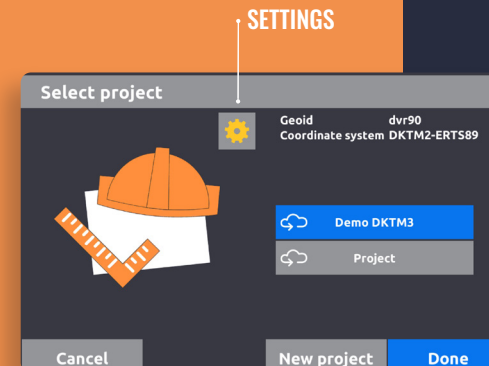 SETTINGS
Select project
Geoid dvr90
Coordinate system DKTM2-ERTS89
Demo DKTM3
Project
Cancel
New project
Done